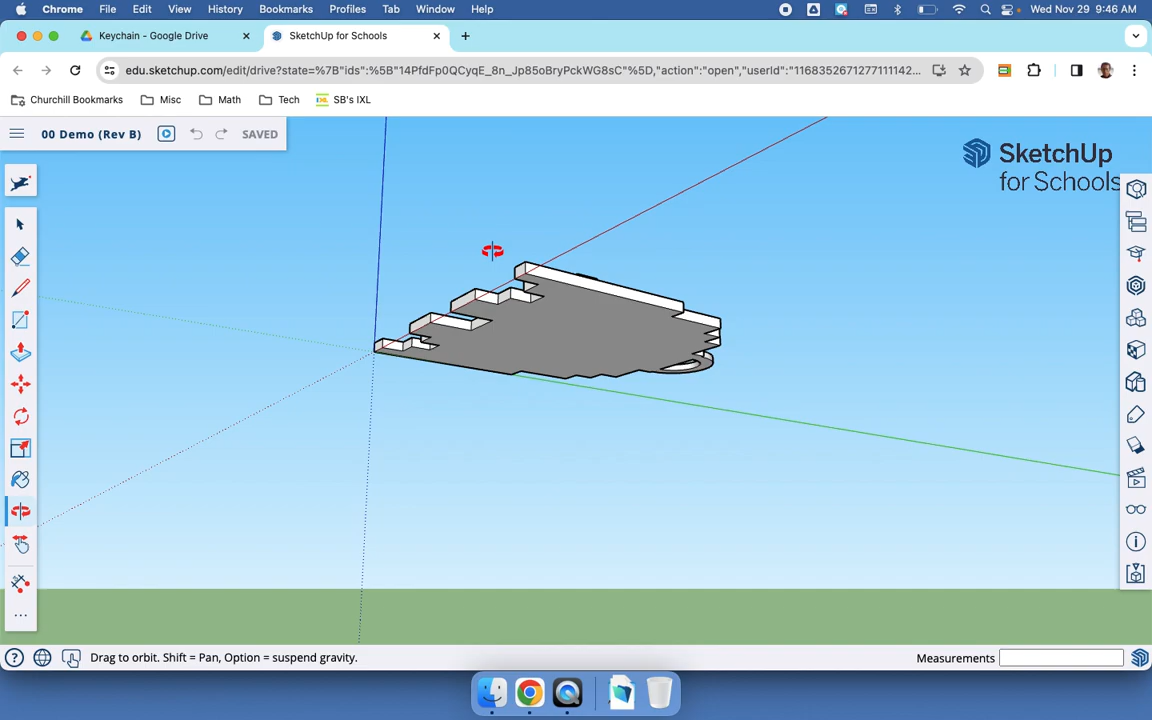 Chrome File Edit View History Bookmarks Profiles Tab Window Help Wed Nov 29 9:46 AM
Keychain - Google Drive SketchUp for Schools
edu.sketchup.com/edit/drive?state=%7B"ids":%5B"14PfdFp0QCyqE_8n_Jp85oBryPckWG8sC"%5D,"action":"open","userId":"1168352671277111142...
Churchill Bookmarks Misc Math Tech SB's IXL
00 Demo (Rev B) SAVED
SketchUp
for Schools
Drag to orbit. Shift = Pan, Option = suspend gravity. Measurements